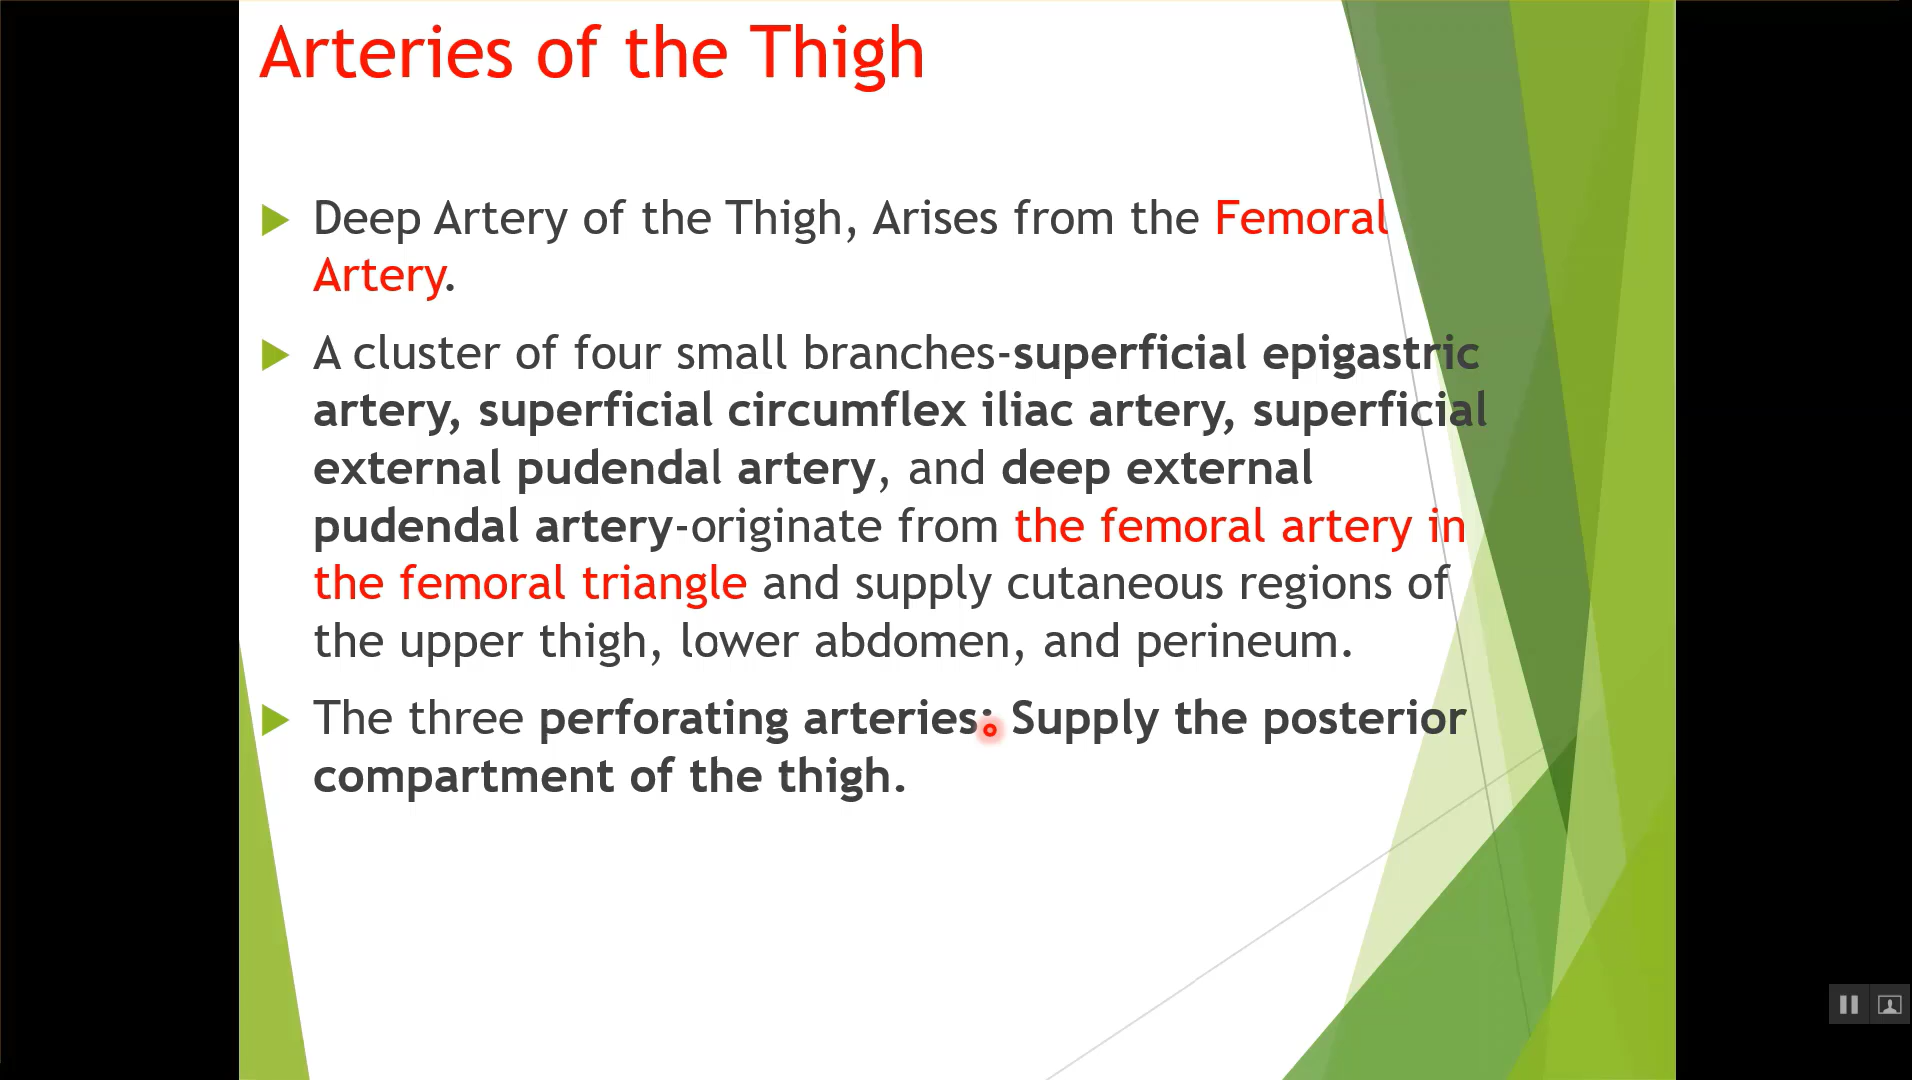 Arteries of the Thigh
Deep Artery of the Thigh, Arises from the Femoral
Artery.
A cluster of four small branches-superficial epigastric
artery, superficial circumflex iliac artery, superficial
external pudendal artery, and deep external
pudendal artery-originate from the femoral artery in
the femoral triangle and supply cutaneous regions of
the upper thigh, lower abdomen, and perineum.
The three perforating arteries: Supply the posterior
compartment of the thigh.